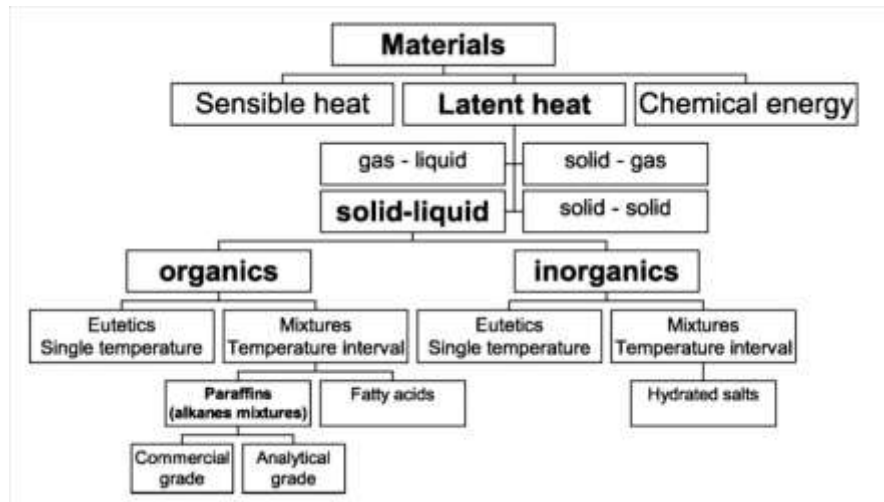 Materials
Sensible heat
Latent heat
Chemical energy
gas - liquid
solid - gas
solid-liquid
solid - solid
organics
inorganics
Eutetics
Single temperature
Mixtures
Temperature interval
Eutetics
Single temperature
Mixtures
Temperature interval
Paraffins
(alkanes mixtures)
Fatty acids
Hydrated salts
Commercial
grade
Analytical
grade